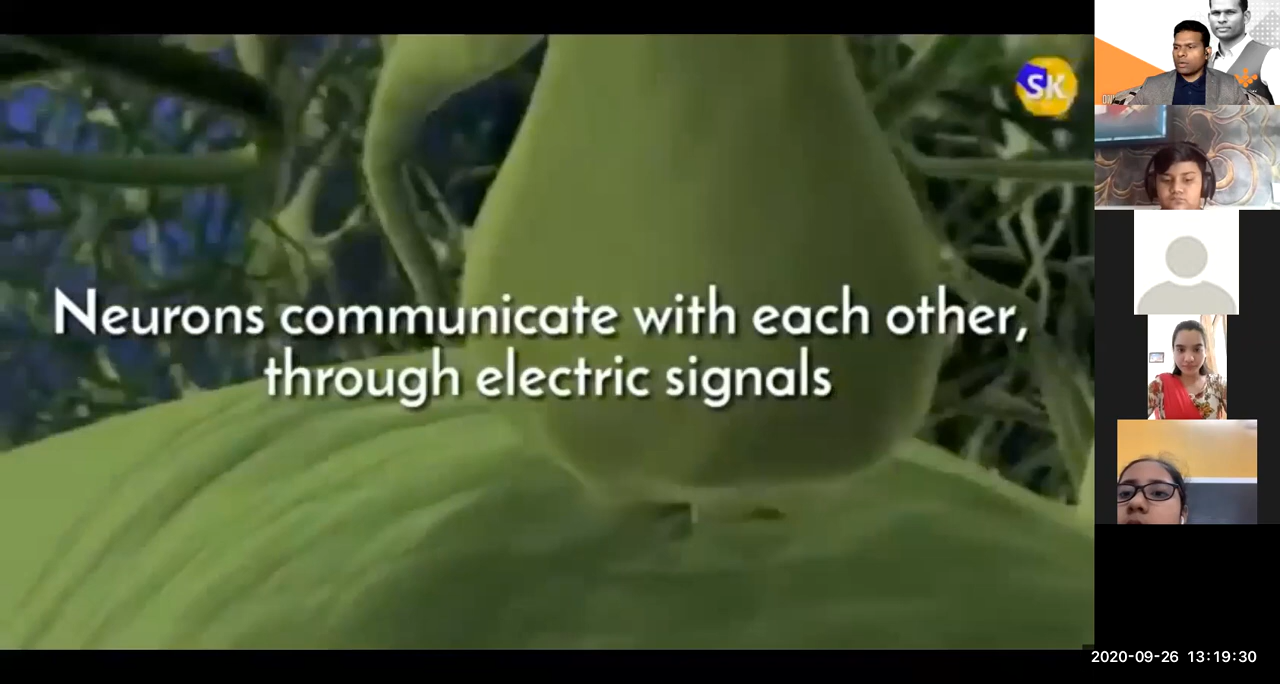 SK
Neurons communicate with each other,
through electric signals
2020-09-26 13:19:30